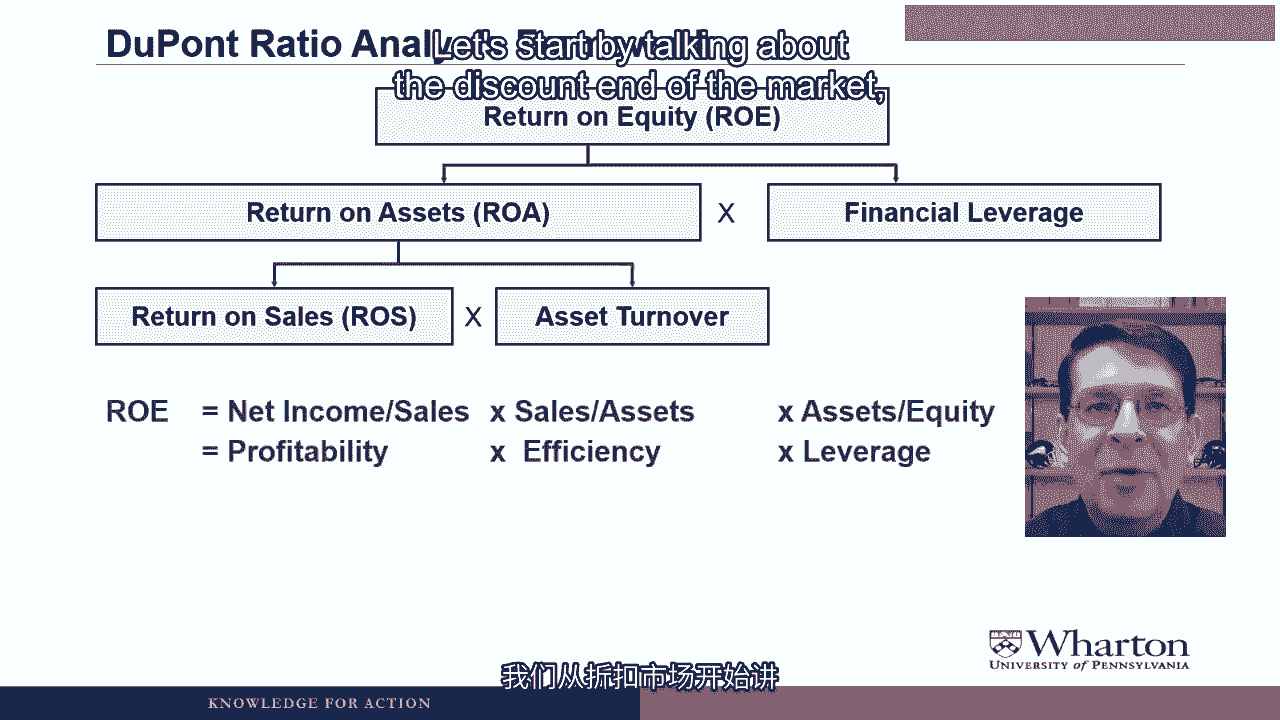 DuPont Ratio Analysis Framework
Let's start by talking about
the discount end of the market,
Return on Equity (ROE)
Return on Assets (ROA)
X
Financial Leverage
Return on Sales (ROS)
X
Asset Turnover
ROE = Net Income/Sales x Sales/Assets x Assets/Equity
= Profitability x Efficiency x Leverage
Wharton
UNIVERSITY of PENNSYLVANIA
我们从折扣市场开始讲
KNOWLEDGE FOR ACTION